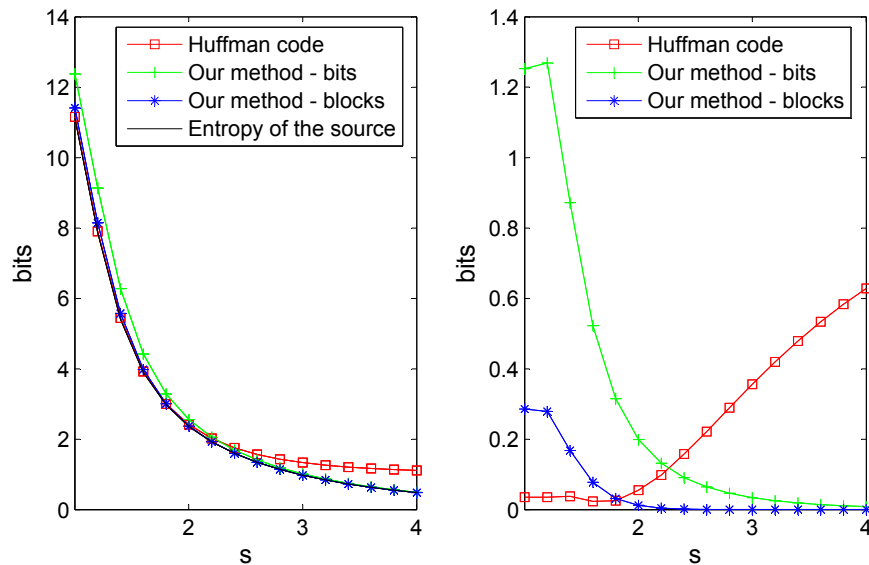 14
12
10
8
6
4
2
0
bits
2
3
4
s
Huffman code
Our method - bits
Our method - blocks
Entropy of the source
1.4
1.2
1
0.8
0.6
0.4
0.2
0
bits
2
3
4
s
Huffman code
Our method - bits
Our method - blocks